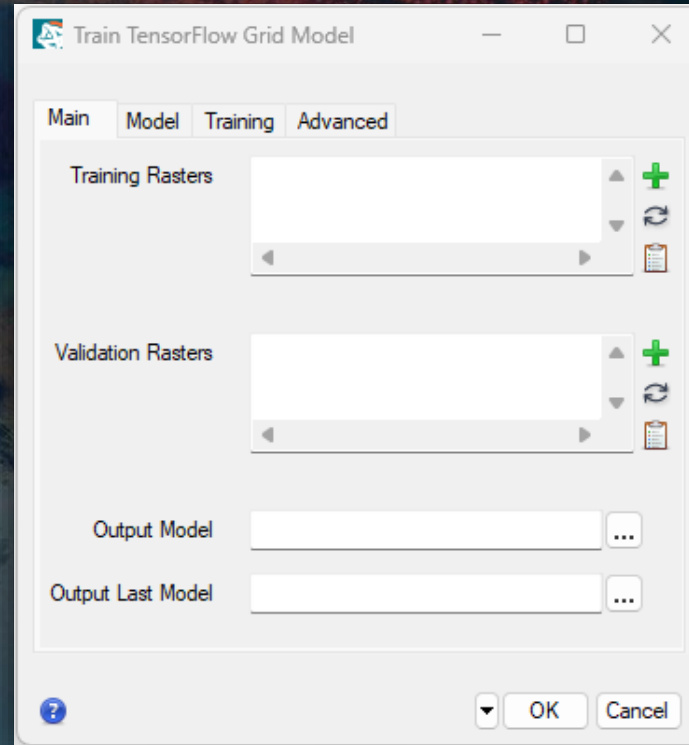 Train TensorFlow Grid Model
Main Model Training Advanced
Training Rasters
Validation Rasters
Output Model ...
Output Last Model ...
? OK Cancel